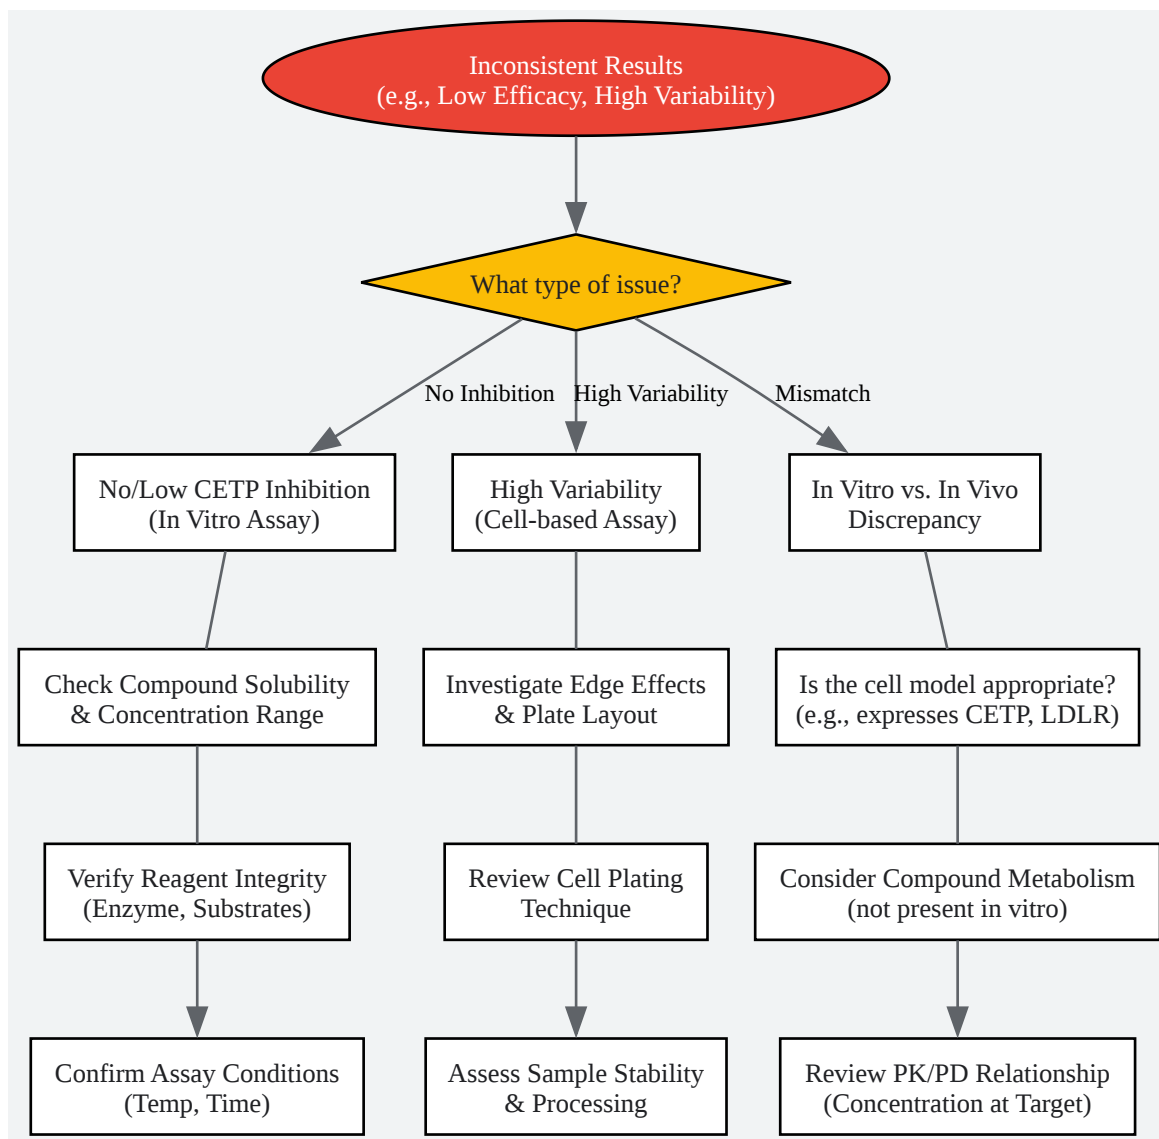 Inconsistent Results
(e.g., Low Efficacy, High Variability)
What type of issue?
No Inhibition
High Variability
Mismatch
No/Low CETP Inhibition
(In Vitro Assay)
High Variability
(Cell-based Assay)
In Vitro vs. In Vivo
Discrepancy
Check Compound Solubility
& Concentration Range
Investigate Edge Effects
& Plate Layout
Is the cell model appropriate?
(e.g., expresses CETP, LDLR)
Verify Reagent Integrity
(Enzyme, Substrates)
Review Cell Plating
Technique
Consider Compound Metabolism
(not present in vitro)
Confirm Assay Conditions
(Temp, Time)
Assess Sample Stability
& Processing
Review PK/PD Relationship
(Concentration at Target)